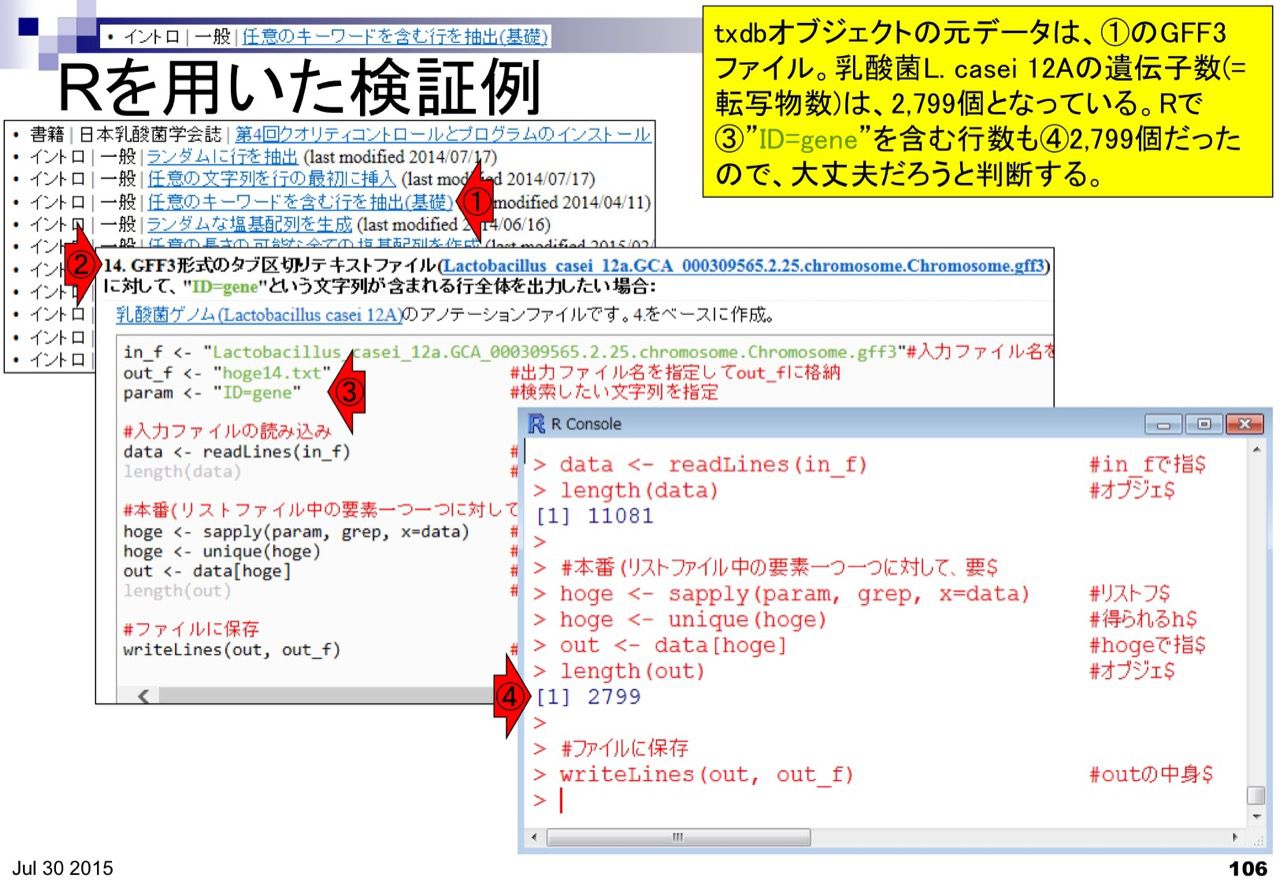 • イントロ | 一般 | 任意のキーワードを含む行を抽出(基礎)
Rを用いた検証例
txdbオブジェクトの元データは、①のGFF3
ファイル。乳酸菌L. casei 12Aの遺伝子数(=
転写物数)は、2,799個となっている。Rで
③"ID=gene"を含む行数も④2,799個だった
ので、大丈夫だろうと判断する。
• 書籍 | 日本乳酸菌学会誌 | 第4回クオリティコントロールとプログラムのインストール
• イントロ | 一般 | ランダムに行を抽出 (last modified 2014/07/17)
• イントロ | 一般 | 任意の文字列を行の最初に挿入 (last modified 2014/07/17)
• イントロ | 一般 | 任意のキーワードを含む行を抽出(基礎) ① modified 2014/04/11)
• イントロ | 一般 | ランダムな塩基配列を生成 (last modified 2014/06/16)
• イントロ | 一般 | 任意の長さの可能な全ての塩基配列を作成 (last modified 2015/02/
• イントロ
• イントロ
• イントロ |
• イントロ |
• イントロ |
②
14. GFF3形式のタブ区切りテキストファイル(Lactobacillus_casei_12a.GCA_000309565.2.25.chromosome.Chromosome.gff3)
に対して、"ID=gene"という文字列が含まれる行全体を出力したい場合:
乳酸菌ゲノム(Lactobacillus casei 12A)のアノテーションファイルです。4.をベースに作成。
in_f <- "Lactobacillus_casei_12a.GCA_000309565.2.25.chromosome.Chromosome.gff3"#入力ファイル名を
out_f <- "hoge14.txt" #出力ファイル名を指定してout_fに格納
param <- "ID=gene" ③ #検索したい文字列を指定
#入力ファイルの読み込み
data <- readLines(in_f) #
length(data) #
#本番(リストファイル中の要素一つ一つに対して
hoge <- sapply(param, grep, x=data) #
hoge <- unique(hoge) #
out <- data[hoge] #
length(out) #
#ファイルに保存
writeLines(out, out_f) #
R Console
> data <- readLines(in_f) #in_fで指$
> length(data) #オブジェ$
[1] 11081
>
> #本番(リストファイル中の要素一つ一つに対して、要$
> hoge <- sapply(param, grep, x=data) #リストフ$
> hoge <- unique(hoge) #得られるh$
> out <- data[hoge] #hogeで指$
> length(out) #オブジェ$
④ [1] 2799
>
> #ファイルに保存
> writeLines(out, out_f) #outの中身$
>
Jul 30 2015
106